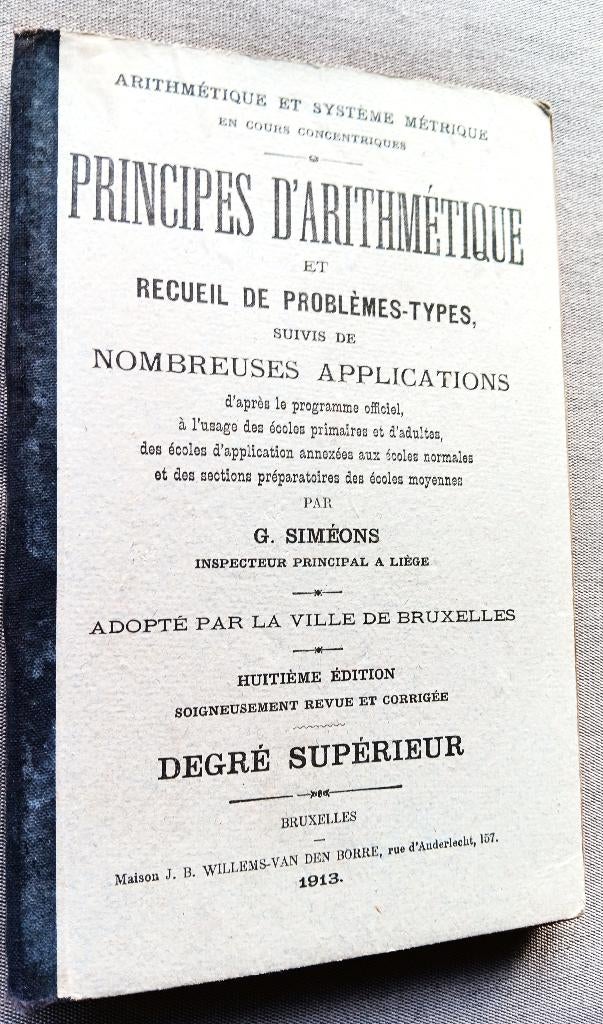 ARITHMÉTIQUE ET SYSTÈME MÉTRIQUE
EN COURS CONCENTRIQUES
PRINCIPES D'ARITHMÉTIQUE
ET
RECUEIL DE PROBLÈMES-TYPES,
SUIVIS DE
NOMBREUSES APPLICATIONS
d'après le programme officiel,
à l'usage des écoles primaires et d'adultes,
des écoles d'application annexées aux écoles normales
et des sections préparatoires des écoles moyennes
PAR
G. SIMÉONS
INSPECTEUR PRINCIPAL A LIÈGE
ADOPTÉ PAR LA VILLE DE BRUXELLES
HUITIÈME ÉDITION
SOIGNEUSEMENT REVUE ET CORRIGÉE
DEGRÉ SUPÉRIEUR
BRUXELLES
Maison J. B. WILLEMS-VAN DEN BORRE, rue d'Anderlecht, 157.
1913.